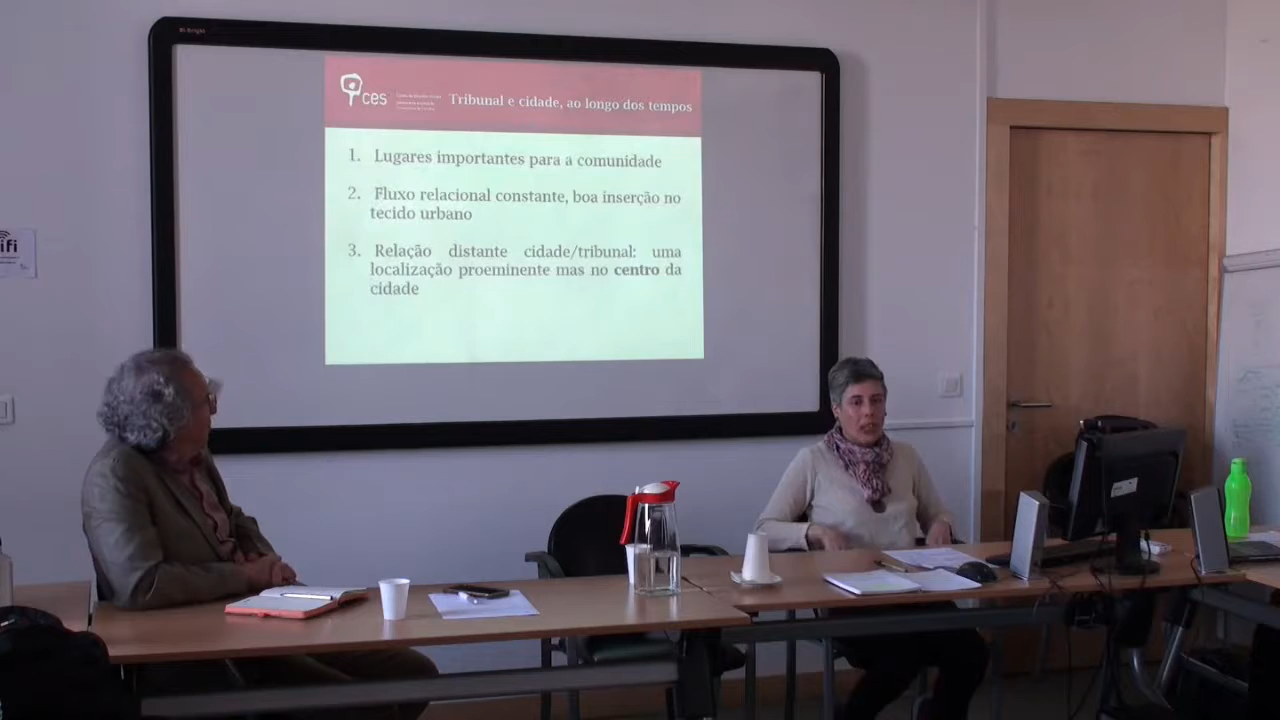 ces
Tribunal e cidade, ao longo dos tempos
1. Lugares importantes para a comunidade
2. Fluxo relacional constante, boa inserção no
tecido urbano
3. Relação distante cidade/tribunal: uma
localização proeminente mas no centro da
cidade
ifi